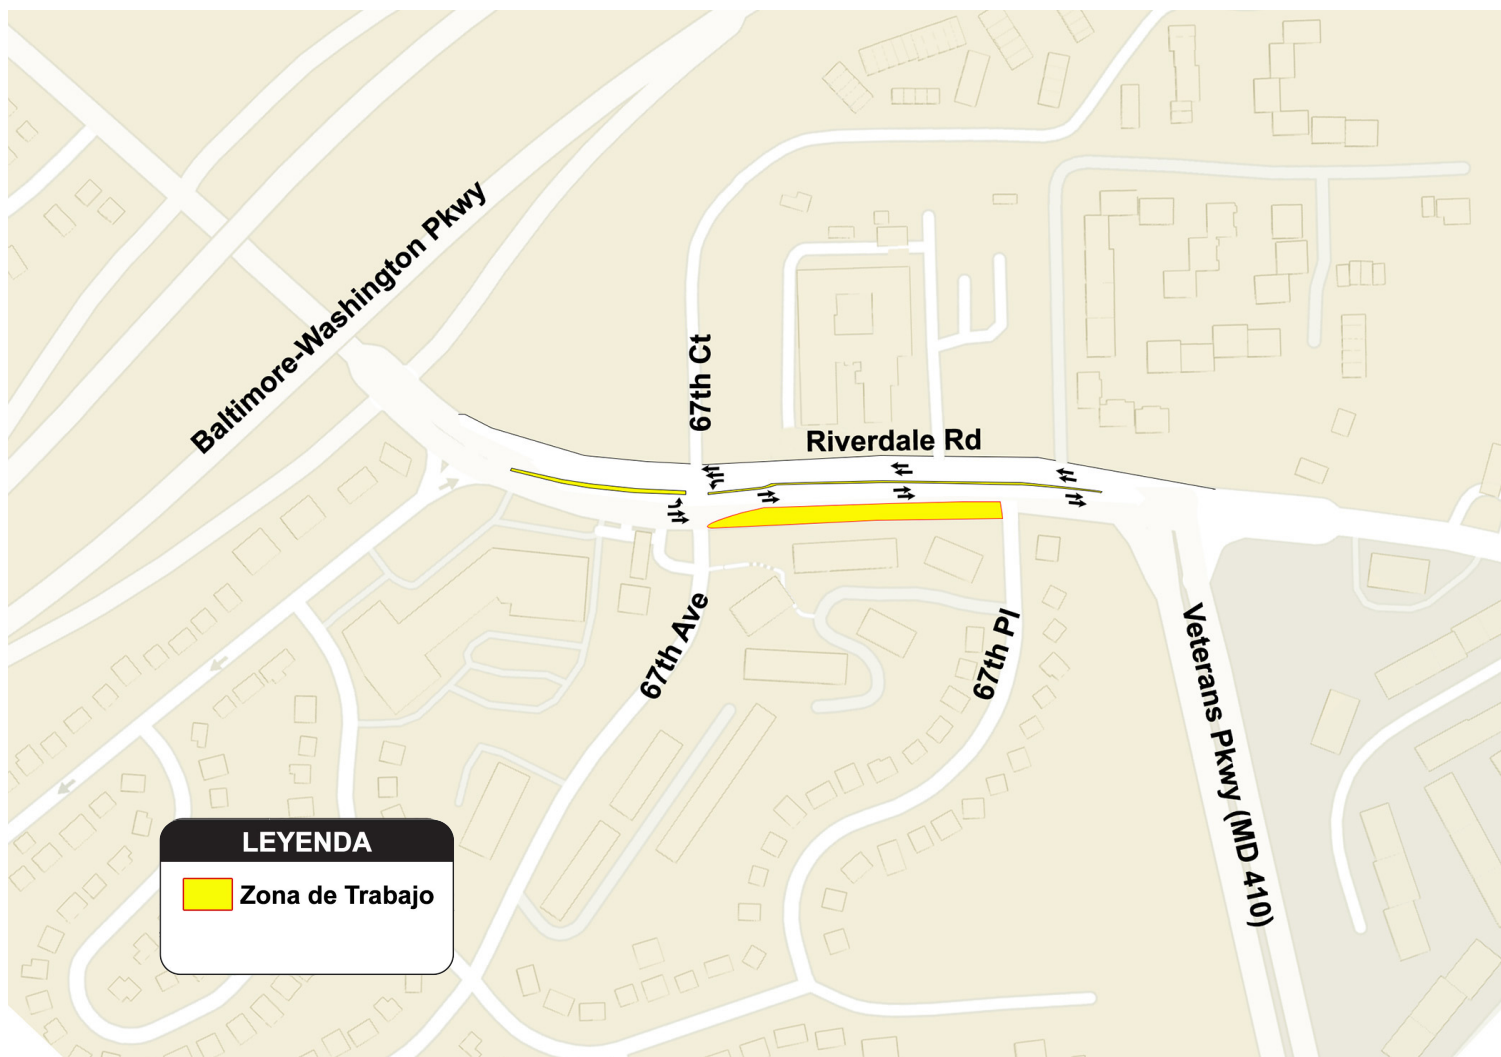 Baltimore-Washington Pkwy
67th Ct
Riverdale Rd
67th Ave
67th Pl
Veterans Pkwy (MD 410)
LEYENDA
Zona de Trabajo